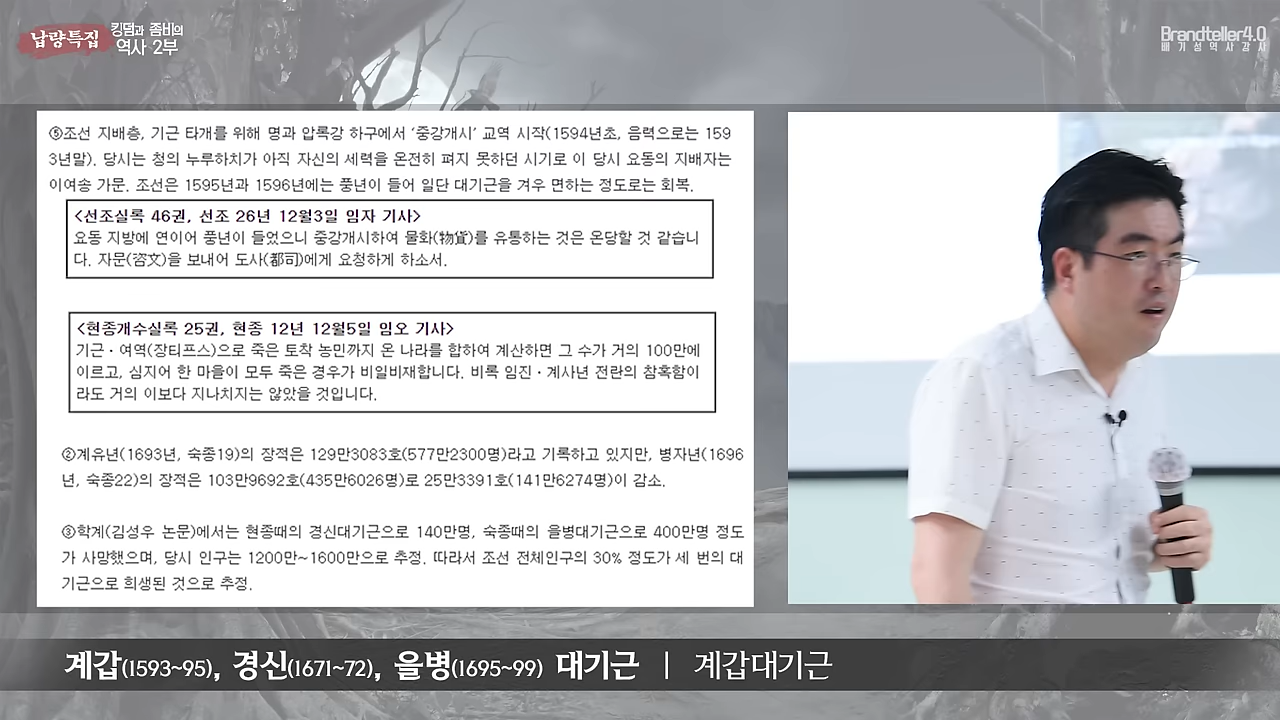 납량특집
킹덤과 좀비의
역사 2부
Brandteller4.0
배기성역사강사
⑤조선 지배층, 기근 타개를 위해 명과 압록강 하구에서 ‘중강개시’ 교역 시작(1594년초, 음력으로는 159
3년말). 당시는 청의 누루하치가 아직 자신의 세력을 온전히 펴지 못하던 시기로 이 당시 요동의 지배자는
이여송 가문. 조선은 1595년과 1596년에는 풍년이 들어 일단 대기근을 겨우 면하는 정도로는 회복.
<선조실록 46권, 선조 26년 12월3일 임자 기사>
요동 지방에 연이어 풍년이 들었으니 중강개시하여 물화(物貨)를 유통하는 것은 온당할 것 같습니
다. 자문(咨文)을 보내어 도사(都司)에게 요청하게 하소서.
<현종개수실록 25권, 현종 12년 12월5일 임오 기사>
기근·여역(장티프스)으로 죽은 토착 농민까지 온 나라를 합하여 계산하면 그 수가 거의 100만에
이르고, 심지어 한 마을이 모두 죽은 경우가 비일비재합니다. 비록 임진·계사년 전란의 참혹함이
라도 거의 이보다 지나치지는 않았을 것입니다.
②계유년(1693년, 숙종19)의 장적은 129만3083호(577만2300명)라고 기록하고 있지만, 병자년(1696
년, 숙종22)의 장적은 103만9692호(435만6026명)로 25만3391호(141만6274명)이 감소.
③학계(김성우 논문)에서는 현종때의 경신대기근으로 140만명, 숙종때의 을병대기근으로 400만명 정도
가 사망했으며, 당시 인구는 1200만~1600만으로 추정. 따라서 조선 전체인구의 30% 정도가 세 번의 대
기근으로 희생된 것으로 추정.
계갑(1593~95), 경신(1671~72), 을병(1695~99) 대기근 | 계갑대기근